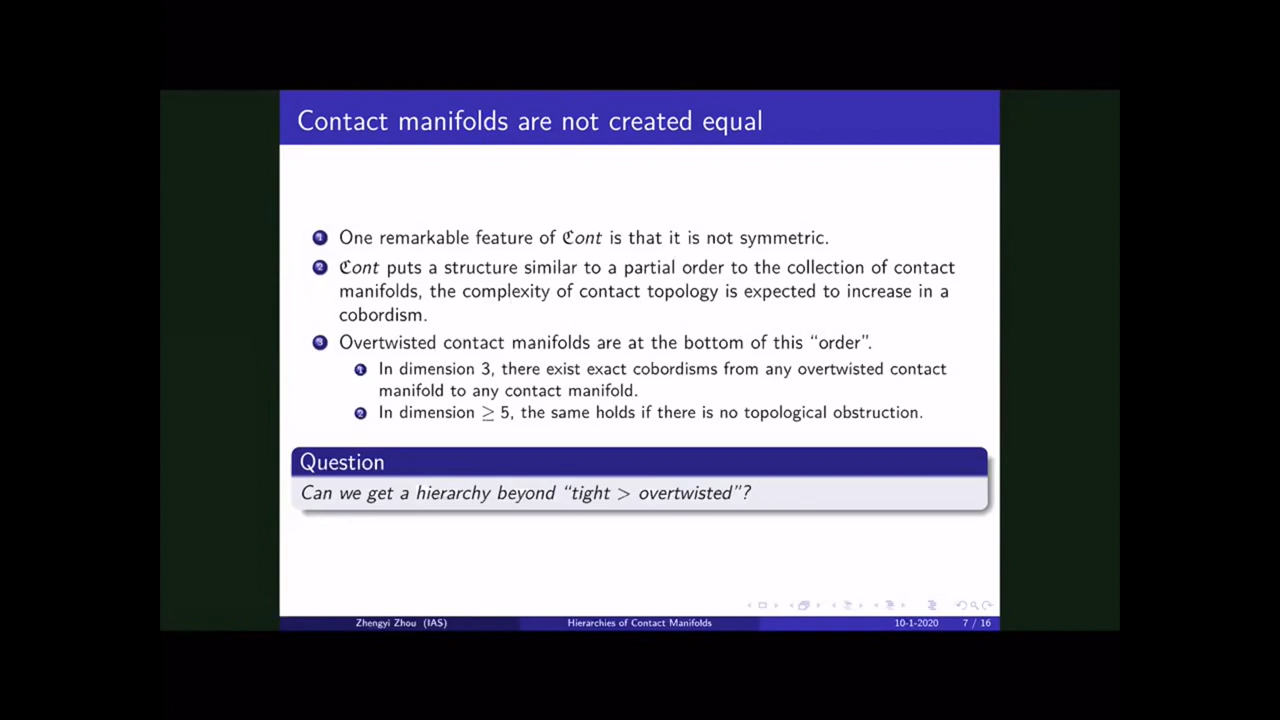 Contact manifolds are not created equal
1 One remarkable feature of ℭont is that it is not symmetric.
2 ℭont puts a structure similar to a partial order to the collection of contact
manifolds, the complexity of contact topology is expected to increase in a
cobordism.
3 Overtwisted contact manifolds are at the bottom of this “order”.
1 In dimension 3, there exist exact cobordisms from any overtwisted contact
manifold to any contact manifold.
2 In dimension ≥ 5, the same holds if there is no topological obstruction.
Question
Can we get a hierarchy beyond “tight > overtwisted”?
Zhengyi Zhou (IAS) Hierarchies of Contact Manifolds 10-1-2020 7 / 16